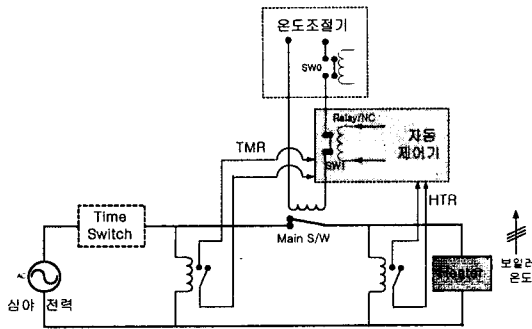 온도조절기
SW0
Relay/NC
자동
제어기
SW1
TMR
HTR
Time
Switch
Main S/W
AC
심야 전력
Heater
보일러
온도